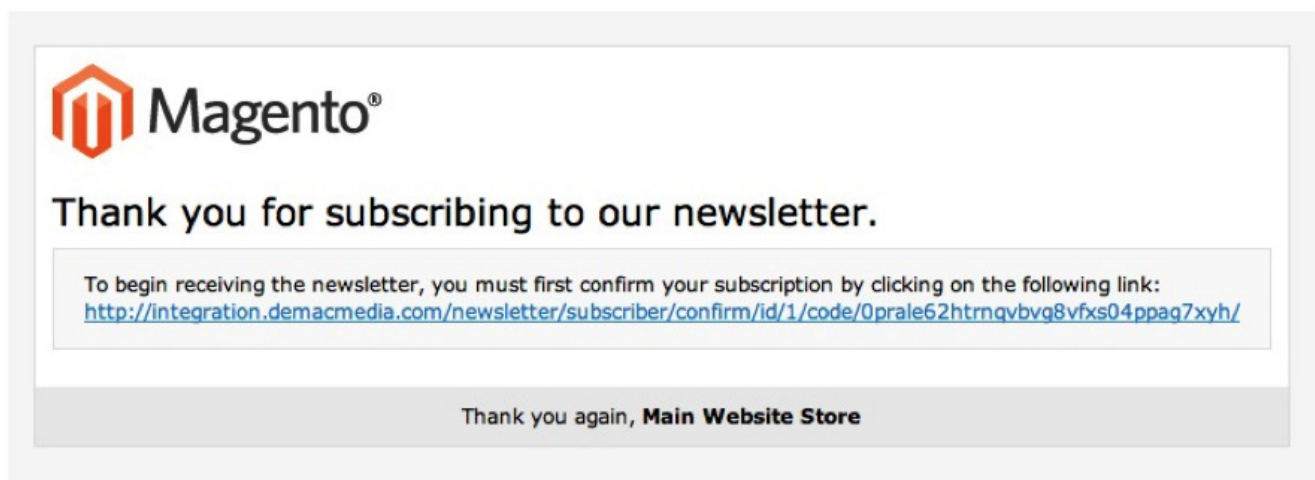 Magento®
Thank you for subscribing to our newsletter.
To begin receiving the newsletter, you must first confirm your subscription by clicking on the following link:
http://integration.demacmedia.com/newsletter/subscriber/confirm/id/1/code/0prale62htrnqvbvg8vfxs04ppag7xyh/
Thank you again, Main Website Store